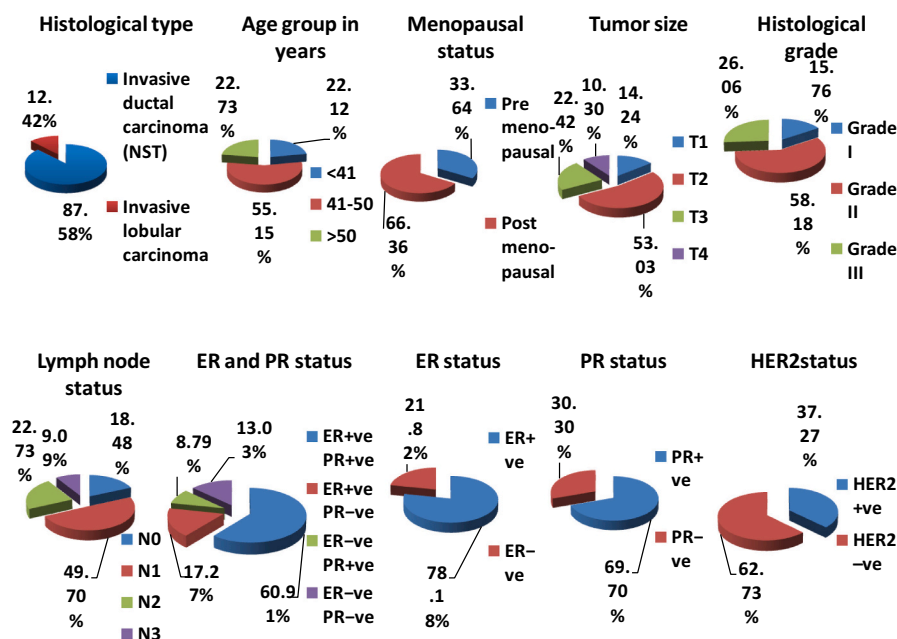 Histological type
12.
42%
87.
58%
Invasive
ductal
carcinoma
(NST)
Invasive
lobular
carcinoma
Age group in
years
22.
73
%
22.
12
%
55.
15
%
<41
41-50
>50
Menopausal
status
33.
64
%
66.
36
%
Pre
meno-
pausal
Post
meno-
pausal
Tumor size
22.
42
%
10.
30
%
14.
24
%
53.
03
%
T1
T2
T3
T4
Histological
grade
26.
06
%
15.
76
%
58.
18
%
Grade
I
Grade
II
Grade
III
Lymph node
status
22.
73
%
9.0
9%
18.
48
%
49.
70
%
N0
N1
N2
N3
ER and PR status
8.79
%
13.0
3%
17.2
7%
60.9
1%
ER+ve
PR+ve
ER+ve
PR−ve
ER−ve
PR+ve
ER−ve
PR−ve
ER status
21
.8
2%
78
.1
8%
ER+
ve
ER−
ve
PR status
30.
30
%
69.
70
%
PR+
ve
PR−
ve
HER2status
37.
27
%
62.
73
%
HER2
+ve
HER2
−ve